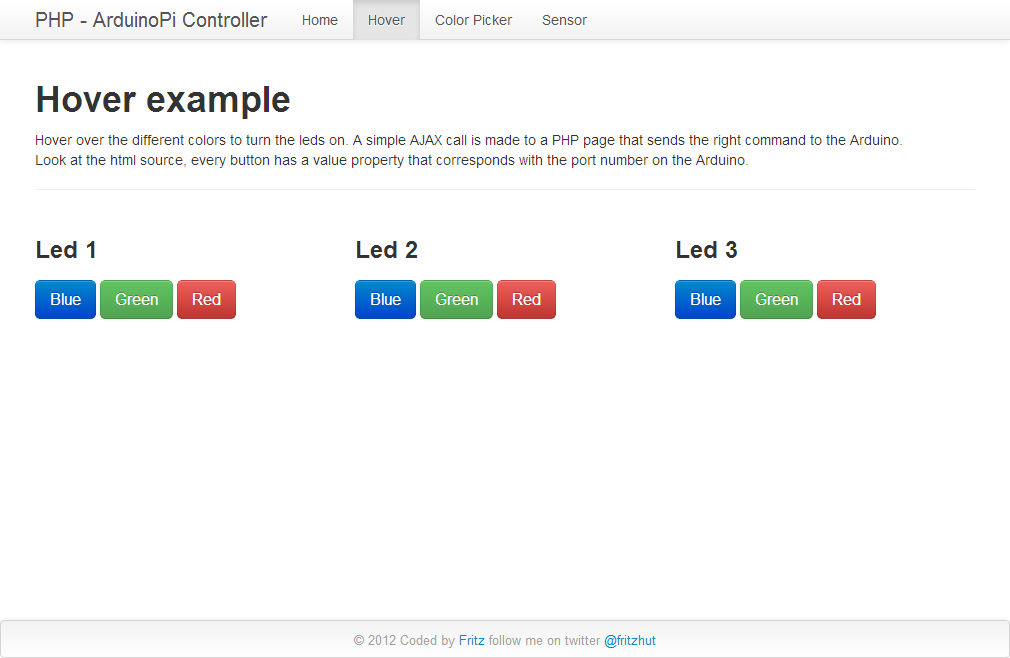 PHP - ArduinoPi Controller Home Hover Color Picker Sensor
Hover example
Hover over the different colors to turn the leds on. A simple AJAX call is made to a PHP page that sends the right command to the Arduino.
Look at the html source, every button has a value property that corresponds with the port number on the Arduino.
Led 1 Led 2 Led 3
Blue Green Red Blue Green Red Blue Green Red
© 2012 Coded by Fritz follow me on twitter @fritzhut